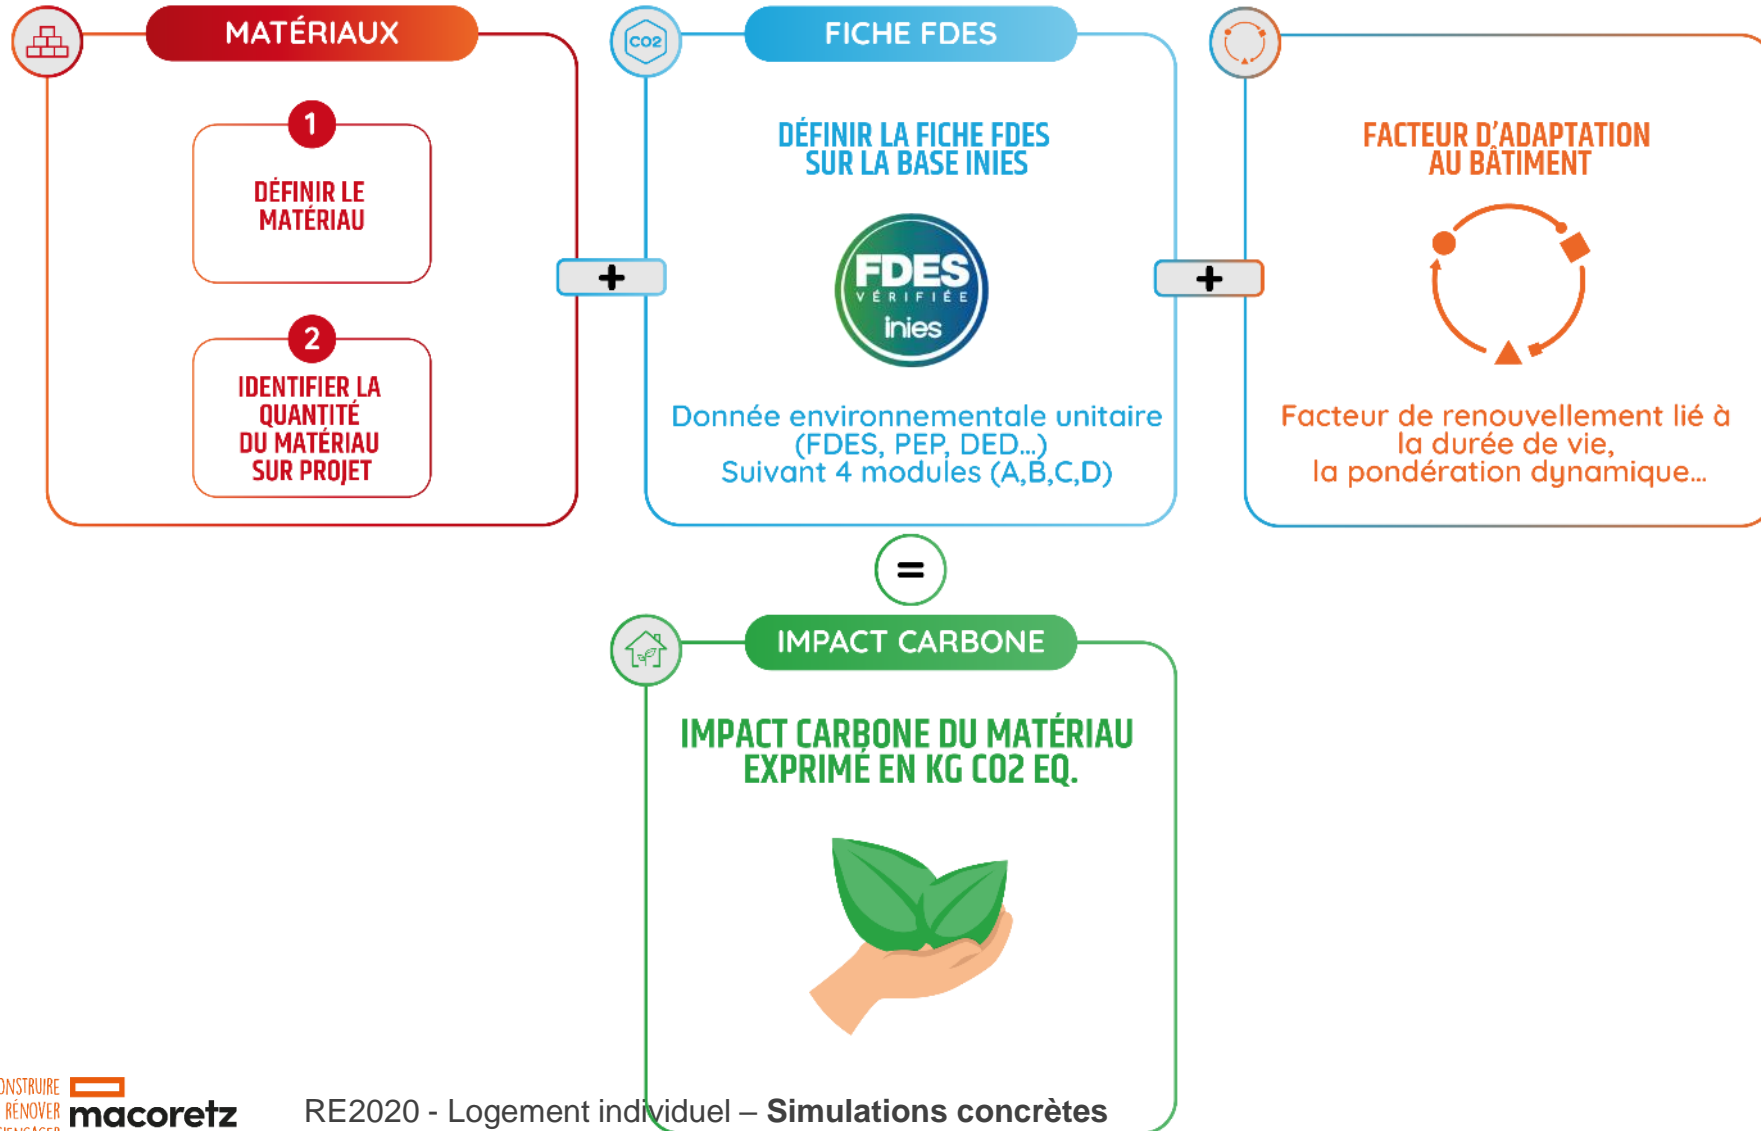 MATÉRIAUX
1
DÉFINIR LE
MATÉRIAU
2
IDENTIFIER LA
QUANTITÉ
DU MATÉRIAU
SUR PROJET
+
CO2
FICHE FDES
DÉFINIR LA FICHE FDES
SUR LA BASE INIES
FDES
VÉRIFIÉE
inies
Donnée environnementale unitaire
(FDES, PEP, DED...)
Suivant 4 modules (A,B,C,D)
+
FACTEUR D'ADAPTATION
AU BÂTIMENT
Facteur de renouvellement lié à
la durée de vie,
la pondération dynamique...
=
IMPACT CARBONE
IMPACT CARBONE DU MATÉRIAU
EXPRIMÉ EN KG CO2 EQ.
RÉNOVER
macoretz
RE2020 - Logement individuel – Simulations concrètes